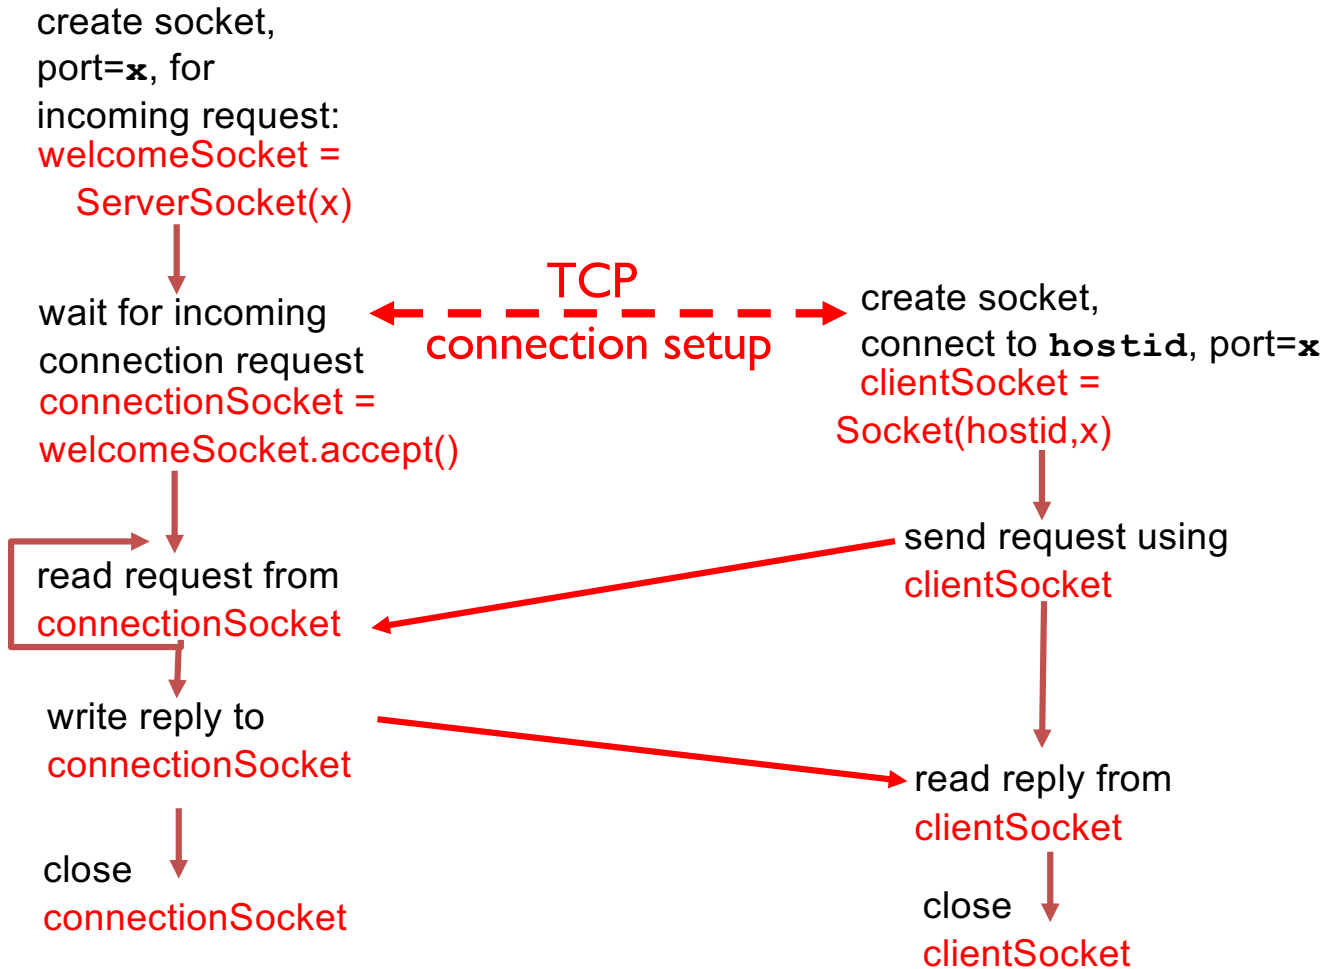 create socket,
port=x, for
incoming request:
welcomeSocket =
ServerSocket(x)
wait for incoming
connection request
connectionSocket =
welcomeSocket.accept()
TCP
connection setup
create socket,
connect to hostid, port=x
clientSocket =
Socket(hostid,x)
read request from
connectionSocket
send request using
clientSocket
write reply to
connectionSocket
read reply from
clientSocket
close
connectionSocket
close
clientSocket